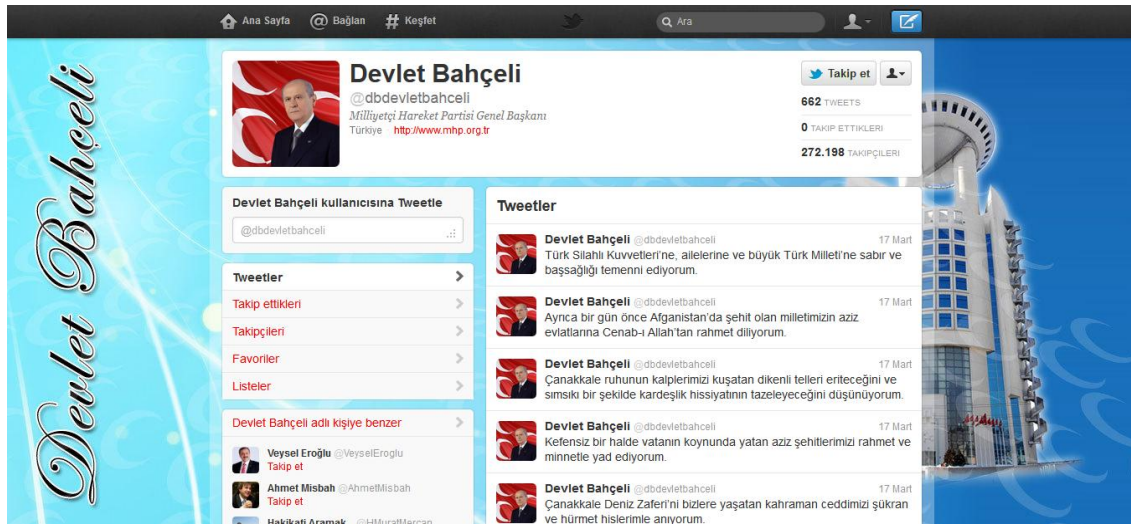 Ana Sayfa @ Bağlan # Keşfet Ara
Devlet Bahçeli
Devlet Bahçeli
@dbdevletbahceli
Milliyetçi Hareket Partisi Genel Başkanı
Türkiye http://www.mhp.org.tr
Takip et
662 TWEETS
0 TAKIP ETTIKLERI
272.198 TAKIPÇILERI
Devlet Bahçeli kullanıcısına Tweetle
@dbdevletbahceli
Tweetler
Takip ettikleri
Takipçileri
Favoriler
Listeler
Devlet Bahçeli adlı kişiye benzer
Veysel Eroğlu @VeyselEroglu
Takip et
Ahmet Misbah @AhmetMisbah
Takip et
Hakikati Aramak @HMuratMercan
Tweetler
Devlet Bahçeli @dbdevletbahceli 17 Mart
Türk Silahlı Kuvvetleri'ne, ailelerine ve büyük Türk Milleti'ne sabır ve
başsağlığı temenni ediyorum.
Devlet Bahçeli @dbdevletbahceli 17 Mart
Ayrıca bir gün önce Afganistan'da şehit olan milletimizin aziz
evlatlarına Cenab-ı Allah'tan rahmet diliyorum.
Devlet Bahçeli @dbdevletbahceli 17 Mart
Çanakkale ruhunun kalplerimizi kuşatan dikenli telleri eriteceğini ve
sımsıkı bir şekilde kardeşlik hissiyatının tazeleyeceğini düşünüyorum.
Devlet Bahçeli @dbdevletbahceli 17 Mart
Kefensiz bir halde vatanın koynunda yatan aziz şehitlerimizi rahmet ve
minnetle yad ediyorum.
Devlet Bahçeli @dbdevletbahceli 17 Mart
Çanakkale Deniz Zaferi'ni bizlere yaşatan kahraman ceddimizi şükran
ve hürmet hislerimle anıyorum.